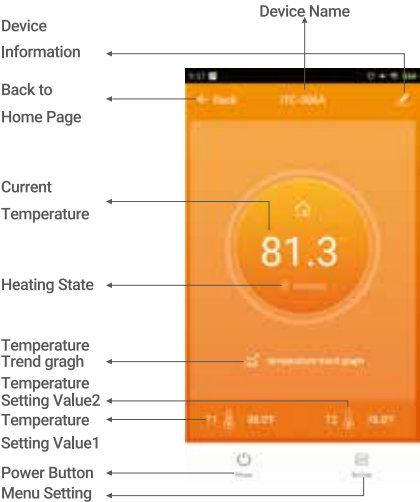 Device Name
Device
Information
Back to
Home Page
Current
Temperature
Heating State
Temperature
Trend gragh
Temperature
Setting Value2
Temperature
Setting Value1
Power Button
Menu Setting
Back
ITC-306A
81.3
temperature trend graph
T1
T2